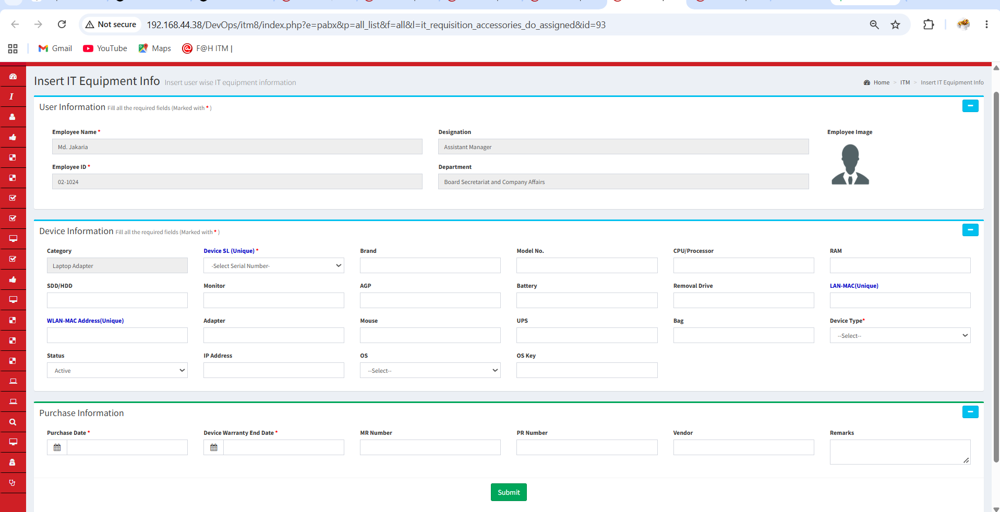 Not secure 192.168.44.38/DevOps/itm8/index.php?e=pabx&p=all_list&f=all&l=it_requisition_accessories_do_assigned&id=93
Gmail YouTube Maps F@H ITM |
Insert IT Equipment Info Insert user wise IT equipment information Home > ITM > Insert IT Equipment Info
User Information Fill all the required fields (Marked with * )
Employee Name * Designation Employee Image
Md. Jakaria Assistant Manager
Employee ID * Department
02-1024 Board Secretariat and Company Affairs
Device Information Fill all the required fields (Marked with * )
Category Device SL (Unique) * Brand Model No. CPU/Processor RAM
Laptop Adapter -Select Serial Number-
SDD/HDD Monitor AGP Battery Removal Drive LAN-MAC(Unique)
WLAN-MAC Address(Unique) Adapter Mouse UPS Bag Device Type*
--Select--
Status IP Address OS OS Key
Active --Select--
Purchase Information
Purchase Date * Device Warranty End Date * MR Number PR Number Vendor Remarks
Submit